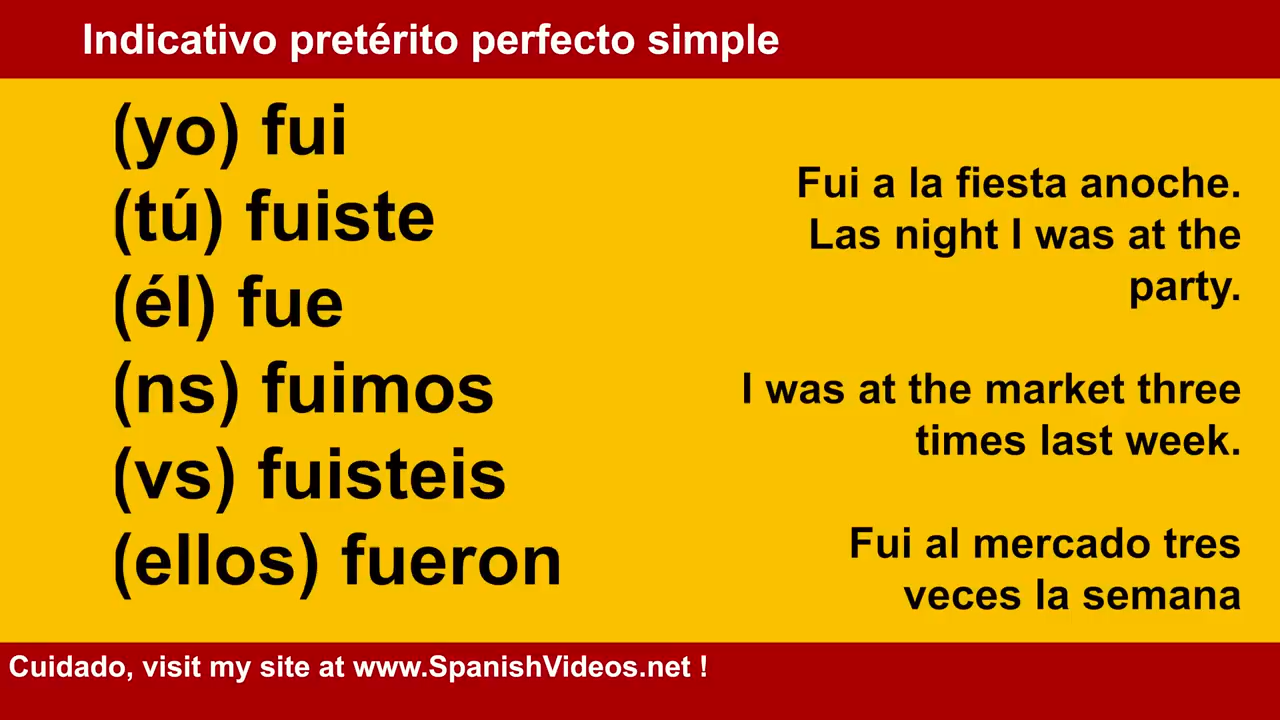 Indicativo pretérito perfecto simple
(yo) fui
(tú) fuiste
(él) fue
(ns) fuimos
(vs) fuisteis
(ellos) fueron
Fui a la fiesta anoche.
Las night I was at the
party.
I was at the market three
times last week.
Fui al mercado tres
veces la semana
Cuidado, visit my site at www.SpanishVideos.net !